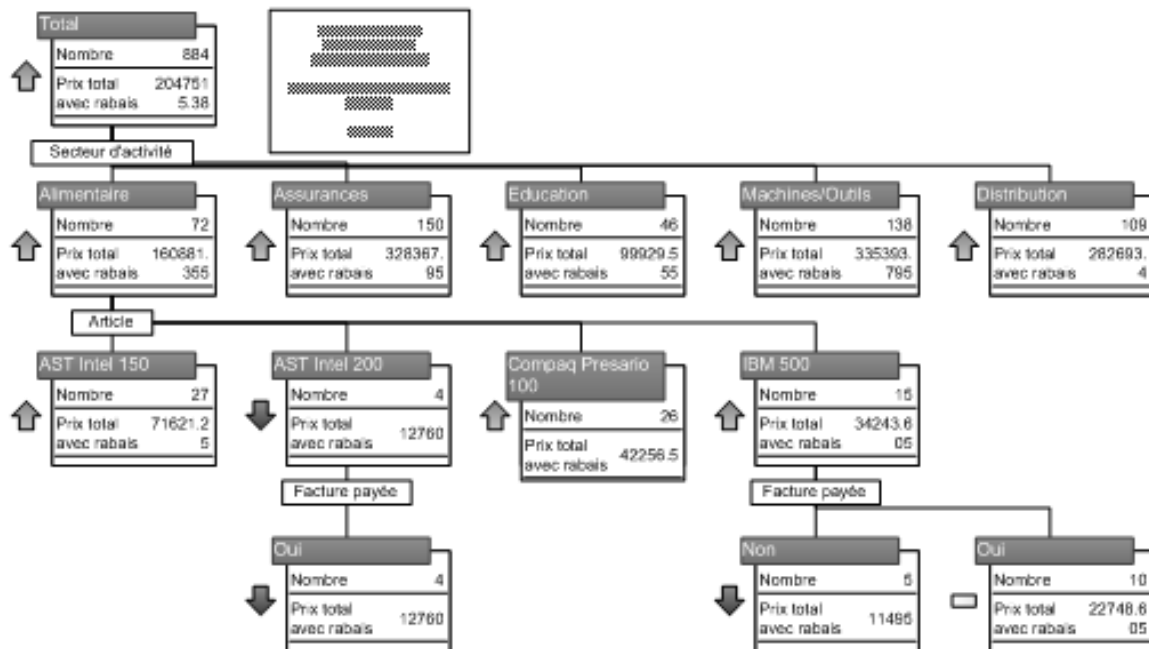 Total
Nombre 884
Prix total 204751
avec rabais 5.38
Secteur d'activité
Alimentaire
Nombre 72
Prix total 160881.
avec rabais 355
Assurances
Nombre 150
Prix total 328367.
avec rabais 95
Education
Nombre 46
Prix total 99929.5
avec rabais 55
Machines/Outils
Nombre 138
Prix total 335393.
avec rabais 795
Distribution
Nombre 109
Prix total 282693.
avec rabais 4
Article
AST Intel 150
Nombre 27
Prix total 71621.2
avec rabais 5
AST Intel 200
Nombre 4
Prix total
avec rabais 12760
Compaq Presario
100
Nombre 26
Prix total
avec rabais 42256.5
IBM 500
Nombre 15
Prix total 34243.6
avec rabais 05
Facture payée
Facture payée
Oui
Nombre 4
Prix total
avec rabais 12760
Non
Nombre 5
Prix total
avec rabais 11495
Oui
Nombre 10
Prix total 22748.6
avec rabais 05